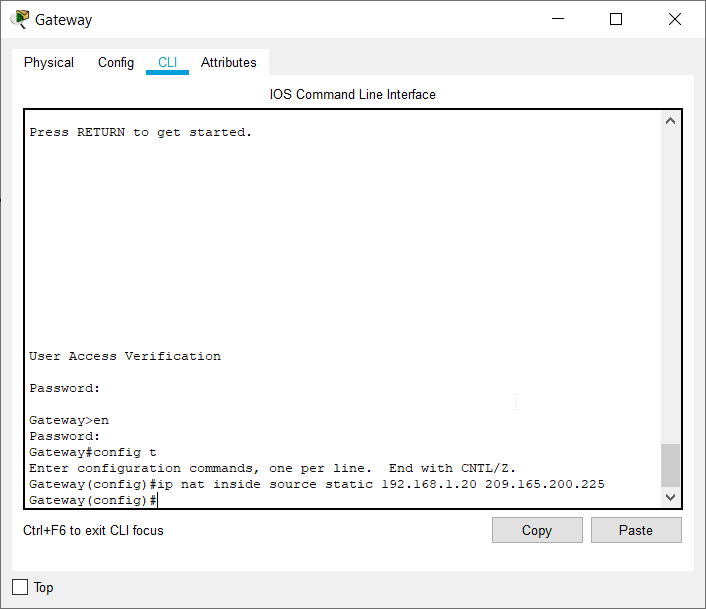 Gateway
Physical Config CLI Attributes
IOS Command Line Interface
Press RETURN to get started.
User Access Verification
Password:
Gateway>en
Password:
Gateway#config t
Enter configuration commands, one per line.  End with CNTL/Z.
Gateway(config)#ip nat inside source static 192.168.1.20 209.165.200.225
Gateway(config)#
Ctrl+F6 to exit CLI focus
Copy Paste
Top